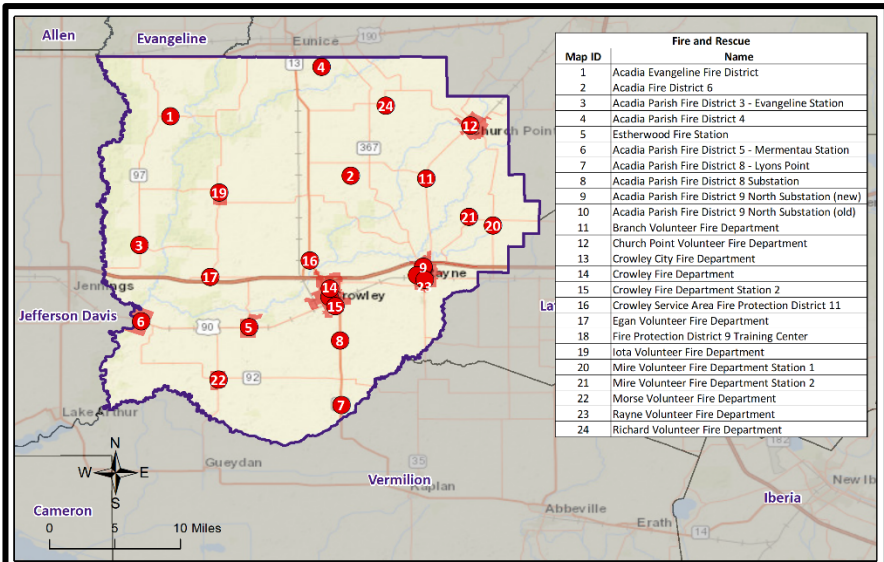 Allen
Evangeline
Eunice
190
13
4
24
1
12
Church Point
367
97
2
11
19
21
20
3
16
9
Rayne
23
17
14
Crowley
15
Jennings
Jefferson Davis
6
90
5
8
22
92
7
Lake Arthur
Gueydan
35
Vermilion
Kaplan
Abbeville
Erath
14
182
New Ib
Iberia
Cameron
N
W
E
S
0 5 10 Miles
Fire and Rescue
Map ID Name
1 Acadia Evangeline Fire District
2 Acadia Fire District 6
3 Acadia Parish Fire District 3 - Evangeline Station
4 Acadia Parish Fire District 4
5 Estherwood Fire Station
6 Acadia Parish Fire District 5 - Mermentau Station
7 Acadia Parish Fire District 8 - Lyons Point
8 Acadia Parish Fire District 8 Substation
9 Acadia Parish Fire District 9 North Substation (new)
10 Acadia Parish Fire District 9 North Substation (old)
11 Branch Volunteer Fire Department
12 Church Point Volunteer Fire Department
13 Crowley City Fire Department
14 Crowley Fire Department
15 Crowley Fire Department Station 2
16 Crowley Service Area Fire Protection District 11
17 Egan Volunteer Fire Department
18 Fire Protection District 9 Training Center
19 Iota Volunteer Fire Department
20 Mire Volunteer Fire Department Station 1
21 Mire Volunteer Fire Department Station 2
22 Morse Volunteer Fire Department
23 Rayne Volunteer Fire Department
24 Richard Volunteer Fire Department